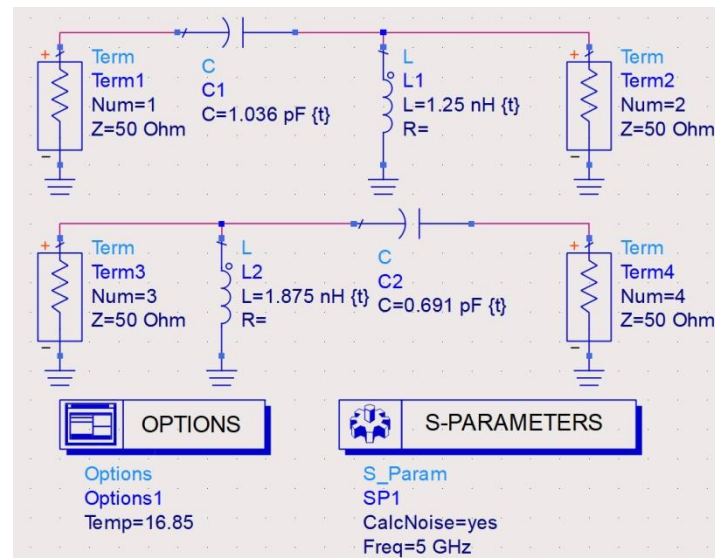 Term
Term1
Num=1
Z=50 Ohm
C
C1
C=1.036 pF {t}
L
L1
L=1.25 nH {t}
R=
Term
Term2
Num=2
Z=50 Ohm
Term
Term3
Num=3
Z=50 Ohm
L
L2
L=1.875 nH {t}
R=
C
C2
C=0.691 pF {t}
Term
Term4
Num=4
Z=50 Ohm
OPTIONS
Options
Options1
Temp=16.85
S-PARAMETERS
S_Param
SP1
CalcNoise=yes
Freq=5 GHz